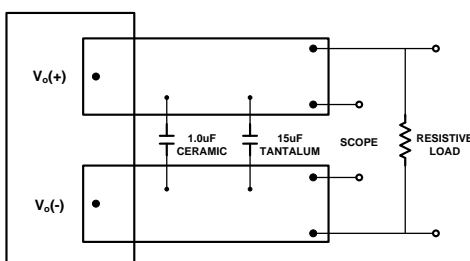 Vo(+)
1.0uF
CERAMIC
15uF
TANTALUM
SCOPE
RESISTIVE
LOAD
Vo(-)